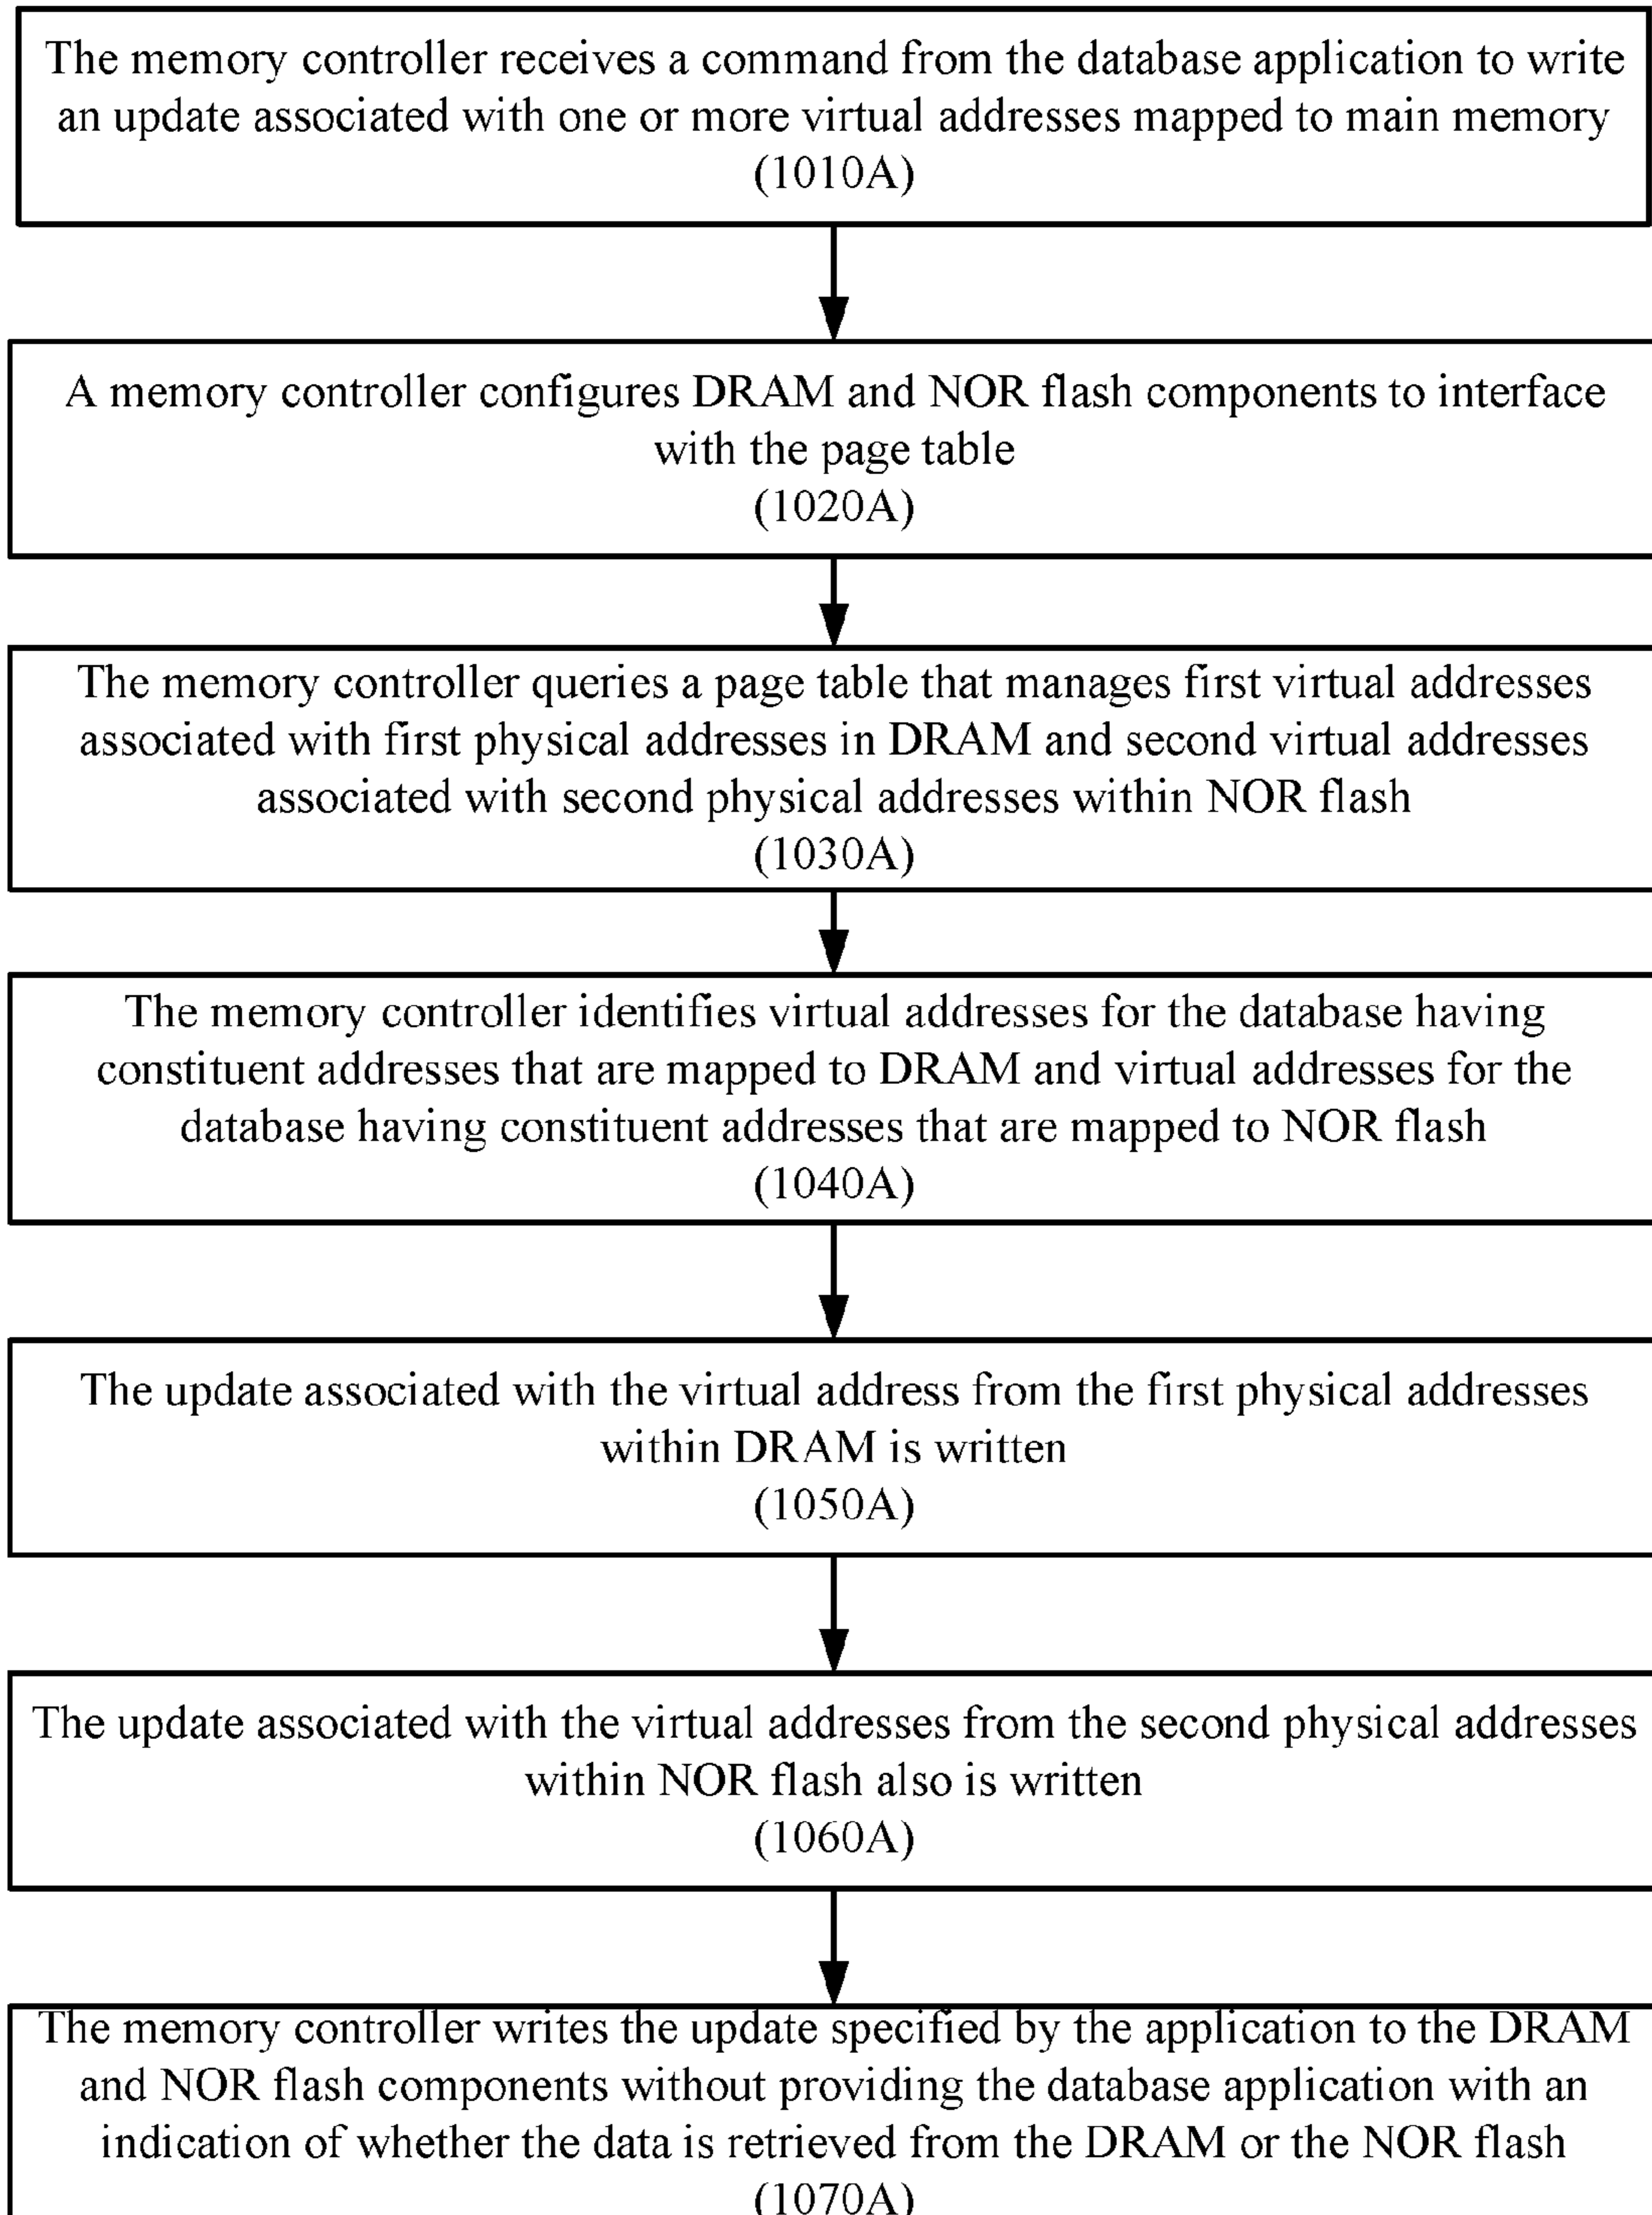 The memory controller receives a command from the database application to write
an update associated with one or more virtual addresses mapped to main memory
(1010A)
A memory controller configures DRAM and NOR flash components to interface
with the page table
(1020A)
The memory controller queries a page table that manages first virtual addresses
associated with first physical addresses in DRAM and second virtual addresses
associated with second physical addresses within NOR flash
(1030A)
The memory controller identifies virtual addresses for the database having
constituent addresses that are mapped to DRAM and virtual addresses for the
database having constituent addresses that are mapped to NOR flash
(1040A)
The update associated with the virtual address from the first physical addresses
within DRAM is written
(1050A)
The update associated with the virtual addresses from the second physical addresses
within NOR flash also is written
(1060A)
The memory controller writes the update specified by the application to the DRAM
and NOR flash components without providing the database application with an
indication of whether the data is retrieved from the DRAM or the NOR flash
(1070A)